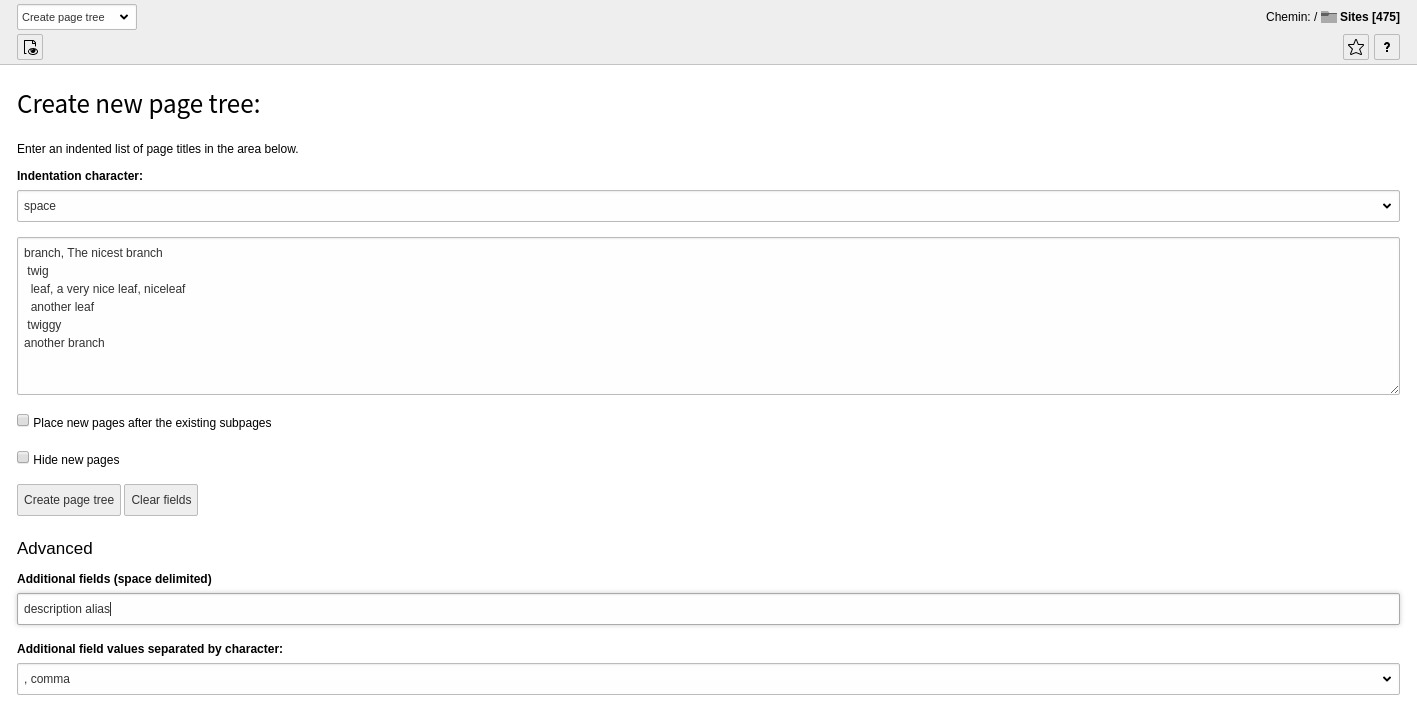 Create page tree
Chemin: / Sites [475]
?
Create new page tree:
Enter an indented list of page titles in the area below.
Indentation character:
space
branch, The nicest branch
 twig
  leaf, a very nice leaf, niceleaf
  another leaf
 twiggy
another branch
Place new pages after the existing subpages
Hide new pages
Create page tree Clear fields
Advanced
Additional fields (space delimited)
description alias
Additional field values separated by character:
, comma